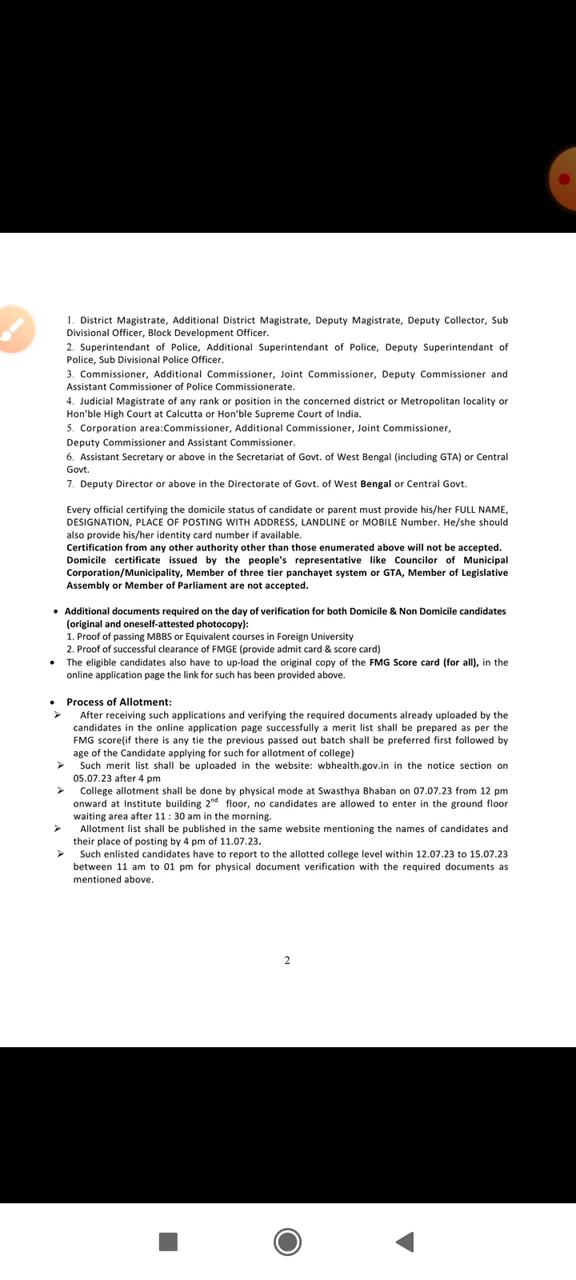 1. District Magistrate, Additional District Magistrate, Deputy Magistrate, Deputy Collector, Sub
Divisional Officer, Block Development Officer.
2. Superintendant of Police, Additional Superintendant of Police, Deputy Superintendant of
Police, Sub Divisional Police Officer.
3. Commissioner, Additional Commissioner, Joint Commissioner, Deputy Commissioner and
Assistant Commissioner of Police Commissionerate.
4. Judicial Magistrate of any rank or position in the concerned district or Metropolitan locality or
Hon'ble High Court at Calcutta or Hon'ble Supreme Court of India.
5. Corporation area:Commissioner, Additional Commissioner, Joint Commissioner,
Deputy Commissioner and Assistant Commissioner.
6. Assistant Secretary or above in the Secretariat of Govt. of West Bengal (including GTA) or Central
Govt.
7. Deputy Director or above in the Directorate of Govt. of West Bengal or Central Govt.
Every official certifying the domicile status of candidate or parent must provide his/her FULL NAME,
DESIGNATION, PLACE OF POSTING WITH ADDRESS, LANDLINE or MOBILE Number. He/she should
also provide his/her identity card number if available.
Certification from any other authority other than those enumerated above will not be accepted.
Domicile certificate issued by the people's representative like Councilor of Municipal
Corporation/Municipality, Member of three tier panchayet system or GTA, Member of Legislative
Assembly or Member of Parliament are not accepted.
• Additional documents required on the day of verification for both Domicile & Non Domicile candidates
(original and oneself-attested photocopy):
1. Proof of passing MBBS or Equivalent courses in Foreign University
2. Proof of successful clearance of FMGE (provide admit card & score card)
• The eligible candidates also have to up-load the original copy of the FMG Score card (for all), in the
online application page the link for such has been provided above.
• Process of Allotment:
➢ After receiving such applications and verifying the required documents already uploaded by the
candidates in the online application page successfully a merit list shall be prepared as per the
FMG score(if there is any tie the previous passed out batch shall be preferred first followed by
age of the Candidate applying for such for allotment of college)
➢ Such merit list shall be uploaded in the website: wbhealth.gov.in in the notice section on
05.07.23 after 4 pm
➢ College allotment shall be done by physical mode at Swasthya Bhaban on 07.07.23 from 12 pm
onward at Institute building 2nd floor, no candidates are allowed to enter in the ground floor
waiting area after 11 : 30 am in the morning.
➢ Allotment list shall be published in the same website mentioning the names of candidates and
their place of posting by 4 pm of 11.07.23.
➢ Such enlisted candidates have to report to the allotted college level within 12.07.23 to 15.07.23
between 11 am to 01 pm for physical document verification with the required documents as
mentioned above.
2